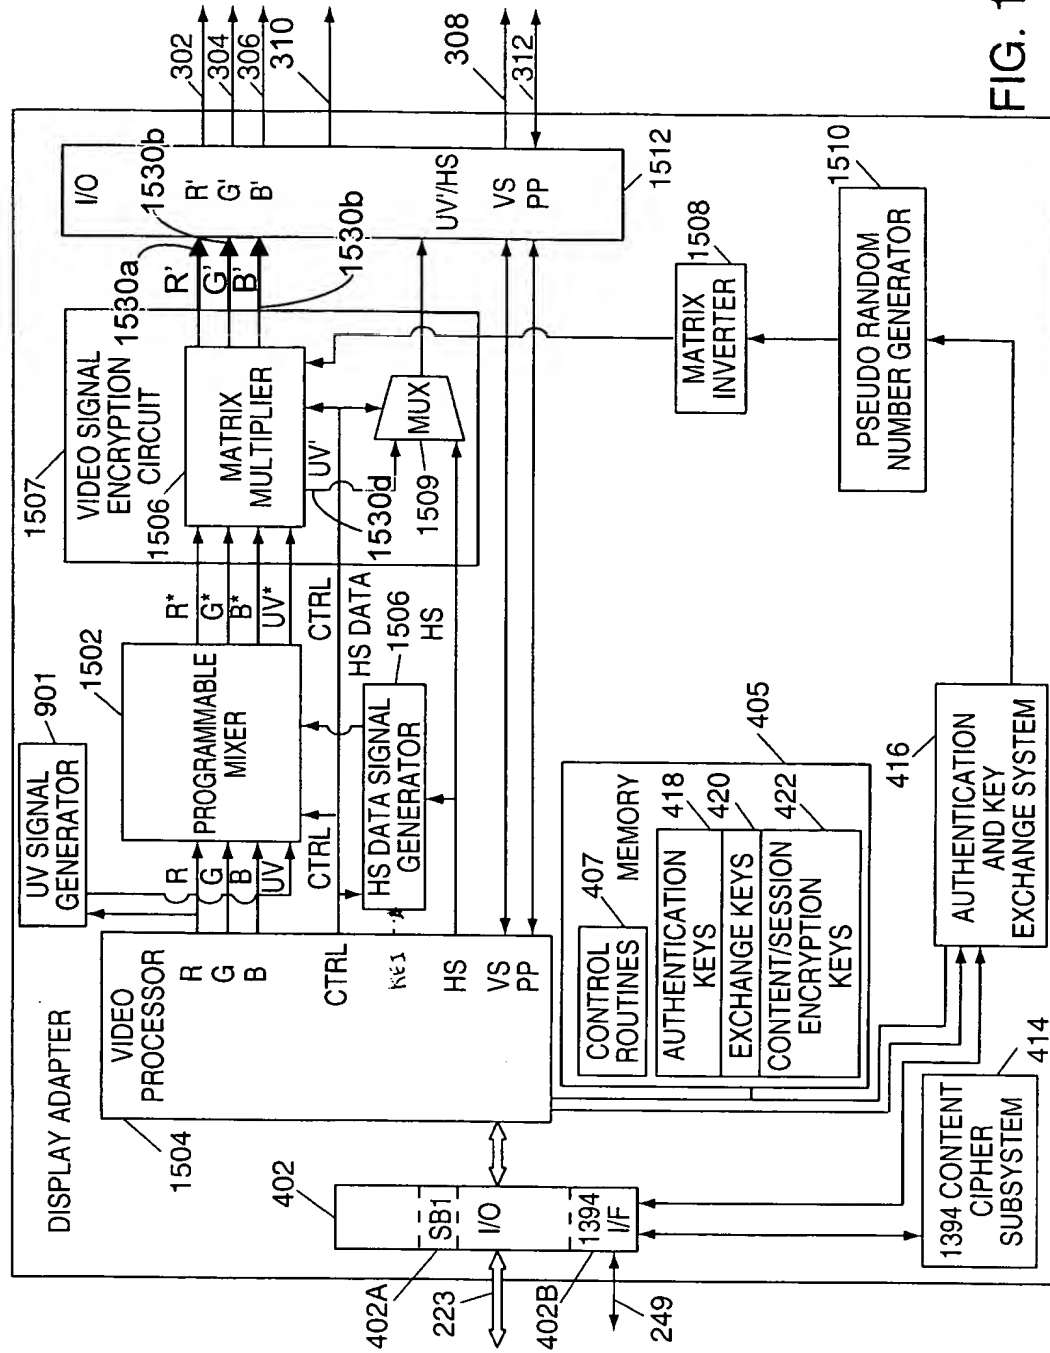 DISPLAY ADAPTER
1504
VIDEO
PROCESSOR
R
G
B
CTRL
HS
VS
PP
402
SB1
I/O
1394
I/F
402A
223
402B
249
1394 CONTENT
CIPHER
SUBSYSTEM
414
UV SIGNAL
GENERATOR
901
R
G
B
UV
CTRL
PROGRAMMABLE
MIXER
1502
HS DATA SIGNAL
GENERATOR
1506
HS DATA
HS
CTRL
R*
G*
B*
UV*
1507
VIDEO SIGNAL
ENCRYPTION
CIRCUIT
1506
MATRIX
MULTIPLIER
UV'
1530d
MUX
1509
1530a
R'
G'
B'
1530b
1530b
I/O
R'
G'
B'
UV'/HS
VS
PP
1512
302
304
306
310
308
312
MATRIX
INVERTER
1508
PSEUDO RANDOM
NUMBER GENERATOR
1510
405
MEMORY
407
CONTROL
ROUTINES
AUTHENTICATION
KEYS
418
EXCHANGE KEYS
420
CONTENT/SESSION
ENCRYPTION
KEYS
422
416
AUTHENTICATION
AND KEY
EXCHANGE SYSTEM
FIG. 1